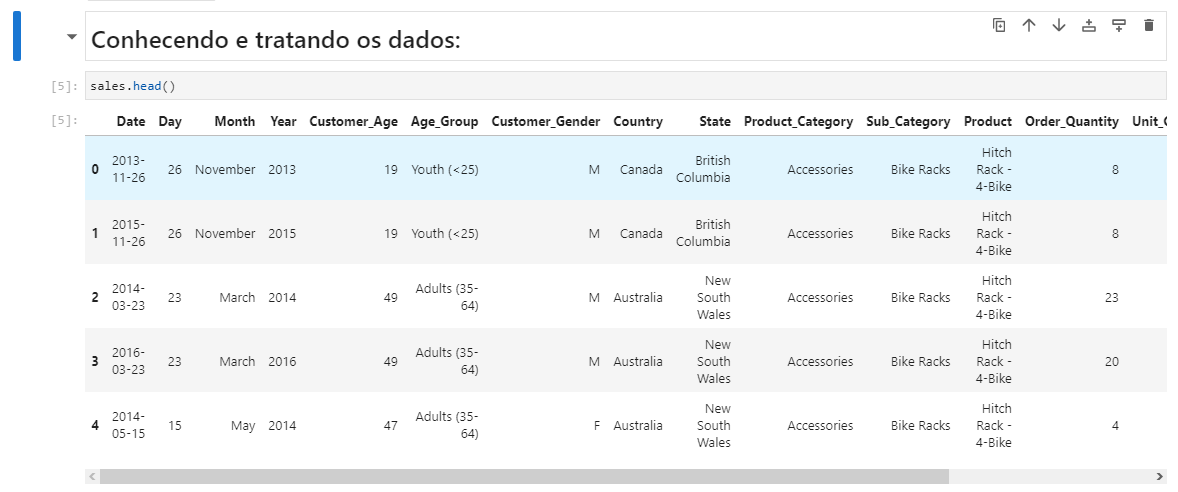 Conhecendo e tratando os dados:
[5]: sales.head()
[5]: Date Day Month Year Customer_Age Age_Group Customer_Gender Country State Product_Category Sub_Category Product Order_Quantity
0 2013-11-26 26 November 2013 19 Youth (<25) M Canada British Columbia Accessories Bike Racks Hitch Rack - 4-Bike 8
1 2015-11-26 26 November 2015 19 Youth (<25) M Canada British Columbia Accessories Bike Racks Hitch Rack - 4-Bike 8
2 2014-03-23 23 March 2014 49 Adults (35-64) M Australia New South Wales Accessories Bike Racks Hitch Rack - 4-Bike 23
3 2016-03-23 23 March 2016 49 Adults (35-64) M Australia New South Wales Accessories Bike Racks Hitch Rack - 4-Bike 20
4 2014-05-15 15 May 2014 47 Adults (35-64) F Australia New South Wales Accessories Bike Racks Hitch Rack - 4-Bike 4